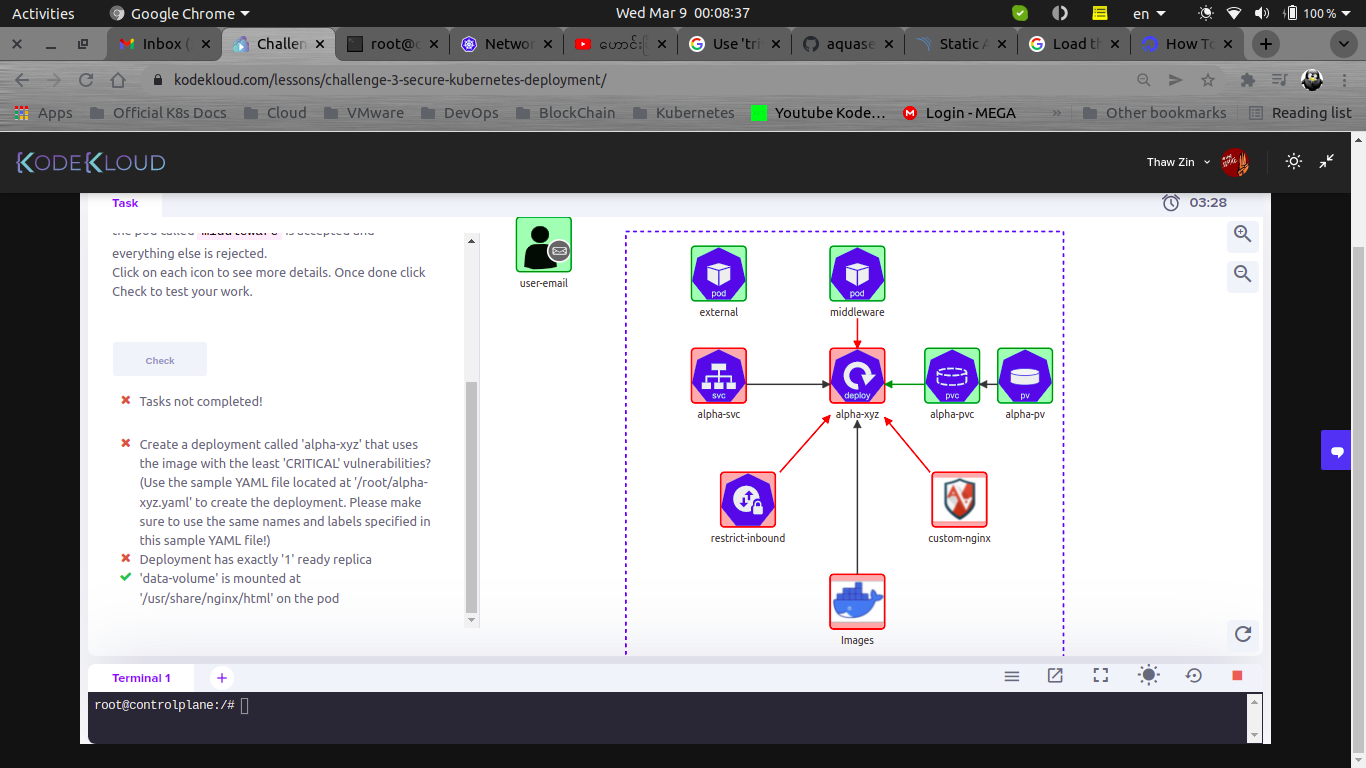 Activities
Google Chrome
Wed Mar 9 00:08:37
en
100 %
Inbox (
Challen
root@c
Networ
ဟောင်း
Use 'tri
aquase
Static A
Load th
How To
kodekloud.com/lessons/challenge-3-secure-kubernetes-deployment/
Apps
Official K8s Docs
Cloud
VMware
DevOps
BlockChain
Kubernetes
Youtube Kode...
Login - MEGA
»
Other bookmarks
Reading list
KODEKLOUD
Thaw Zin
Task
03:28
the pod called middleware is accepted and
everything else is rejected.
Click on each icon to see more details. Once done click
Check to test your work.
Check
Tasks not completed!
Create a deployment called 'alpha-xyz' that uses
the image with the least 'CRITICAL' vulnerabilities?
(Use the sample YAML file located at '/root/alpha-
xyz.yaml' to create the deployment. Please make
sure to use the same names and labels specified in
this sample YAML file!)
Deployment has exactly '1' ready replica
'data-volume' is mounted at
'/usr/share/nginx/html' on the pod
user-email
pod
external
pod
middleware
svc
alpha-svc
deploy
alpha-xyz
pvc
alpha-pvc
pv
alpha-pv
restrict-inbound
custom-nginx
Images
Terminal 1
+
root@controlplane:/#